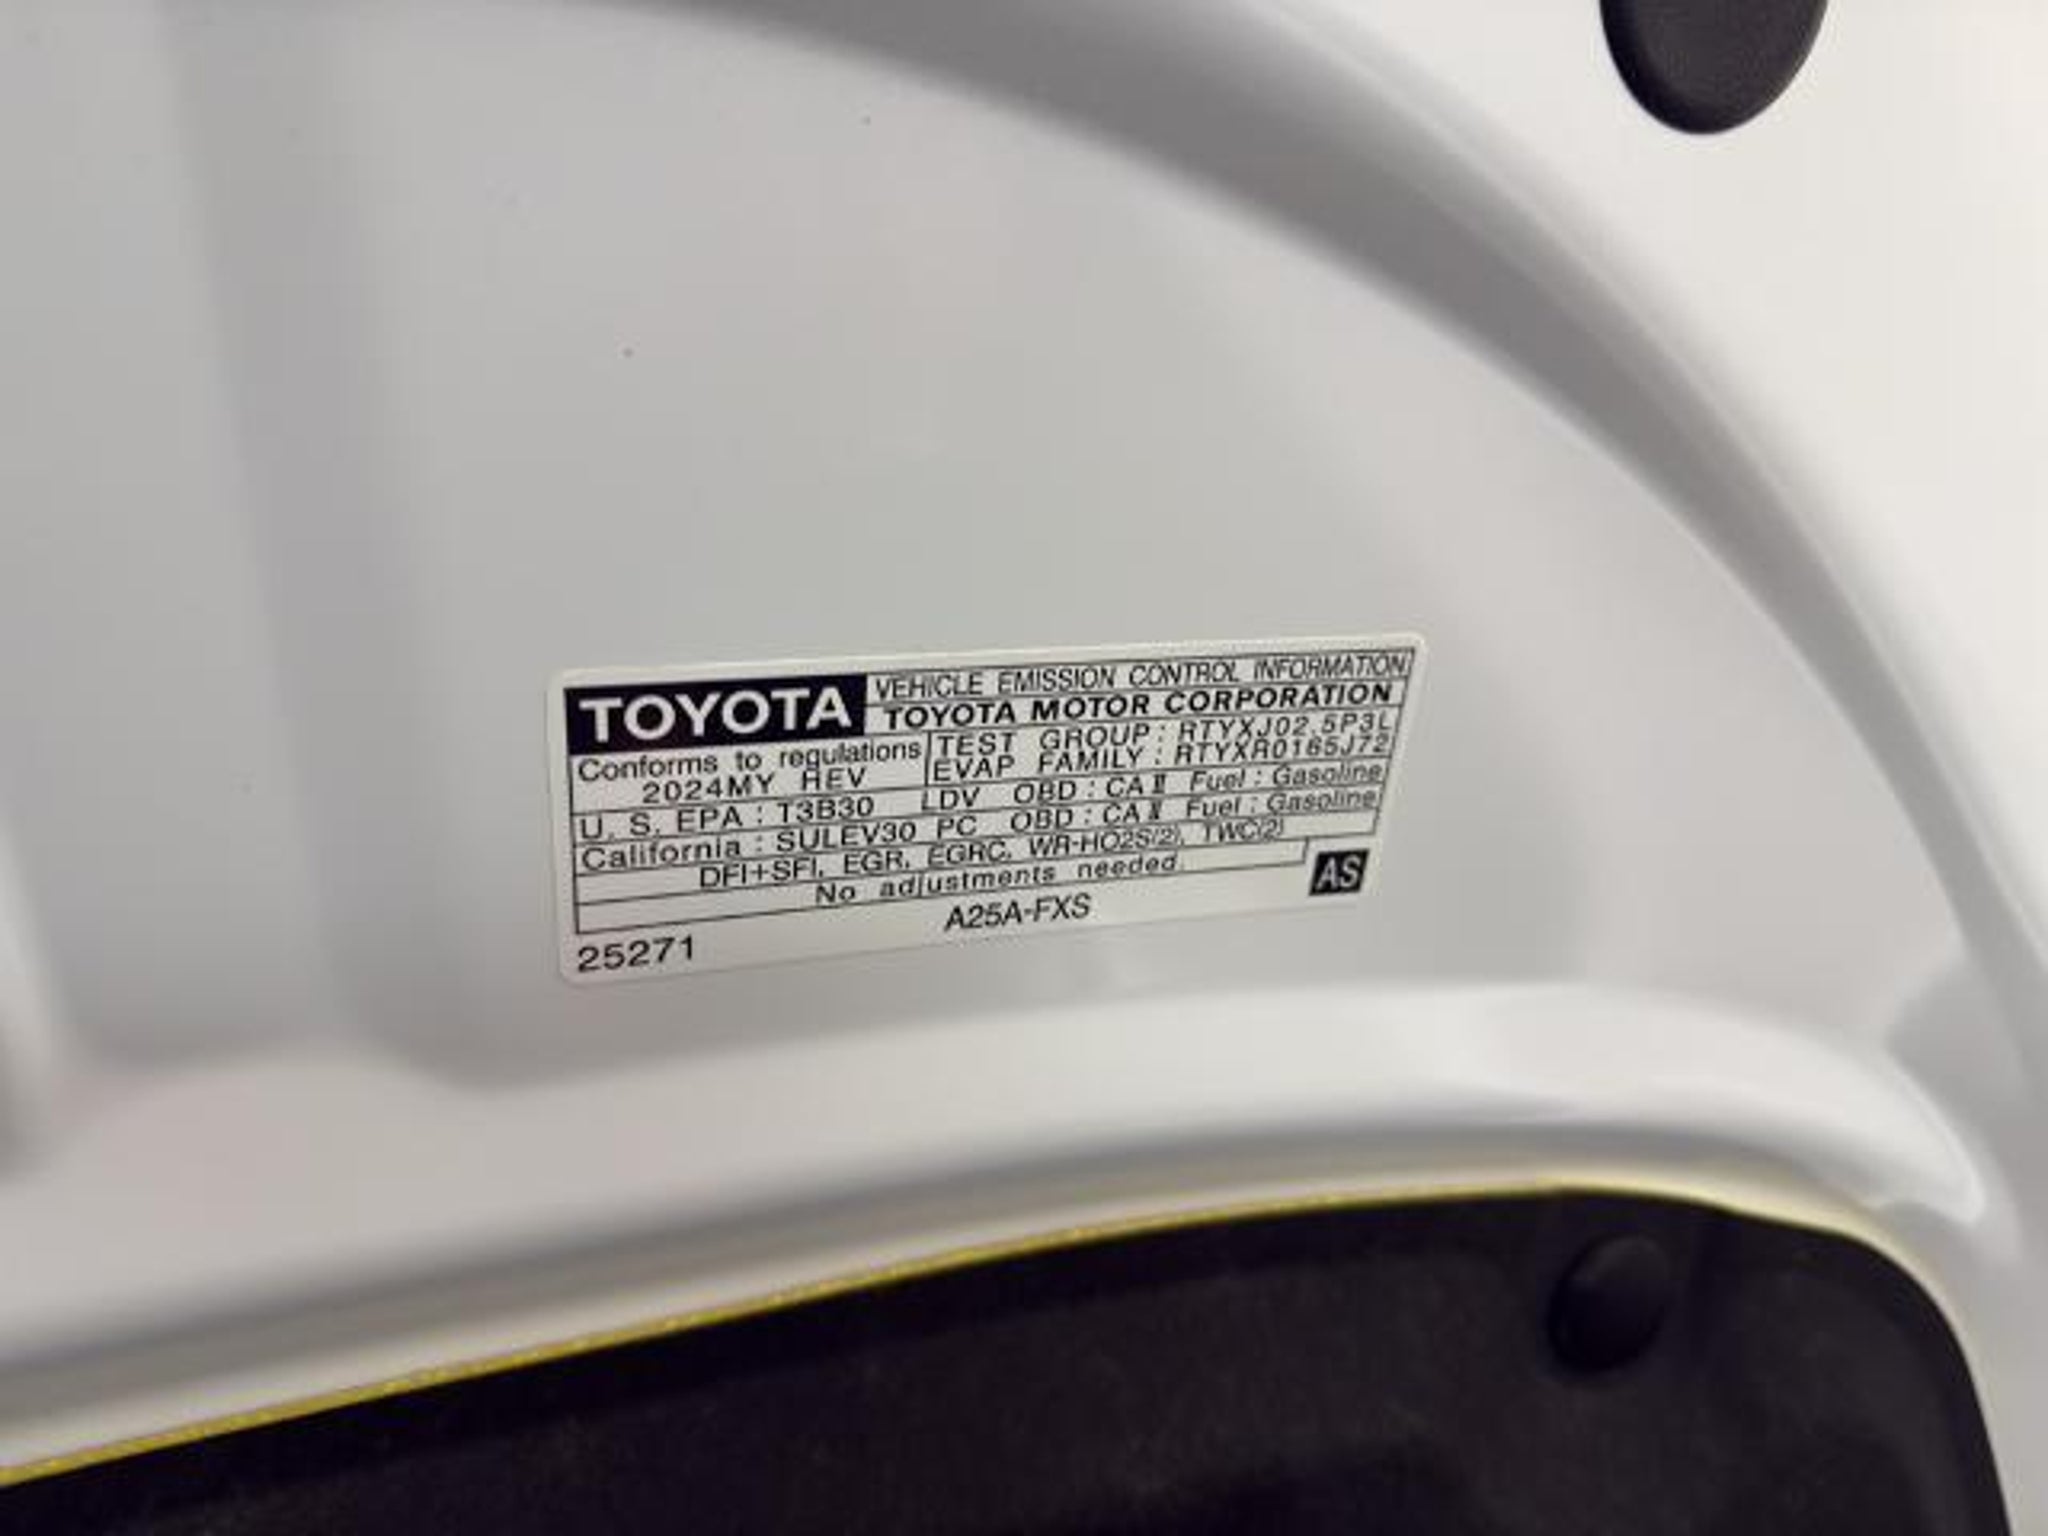 TOYOTA VEHICLE EMISSION CONTROL INFORMATION
TOYOTA MOTOR CORPORATION
Conforms to regulations
2024MY HEV
TEST GROUP : RTYXJ02.5P3L
EVAP FAMILY : RTYXR0165J72
U. S. EPA : T3B30 LDV OBD : CA Ⅱ Fuel : Gasoline
California : SULEV30 PC OBD : CA Ⅱ Fuel : Gasoline
DFI+SFI, EGR, EGRC, WR-HO2S(2), TWC(2)
No adjustments needed.
AS
25271 A25A-FXS